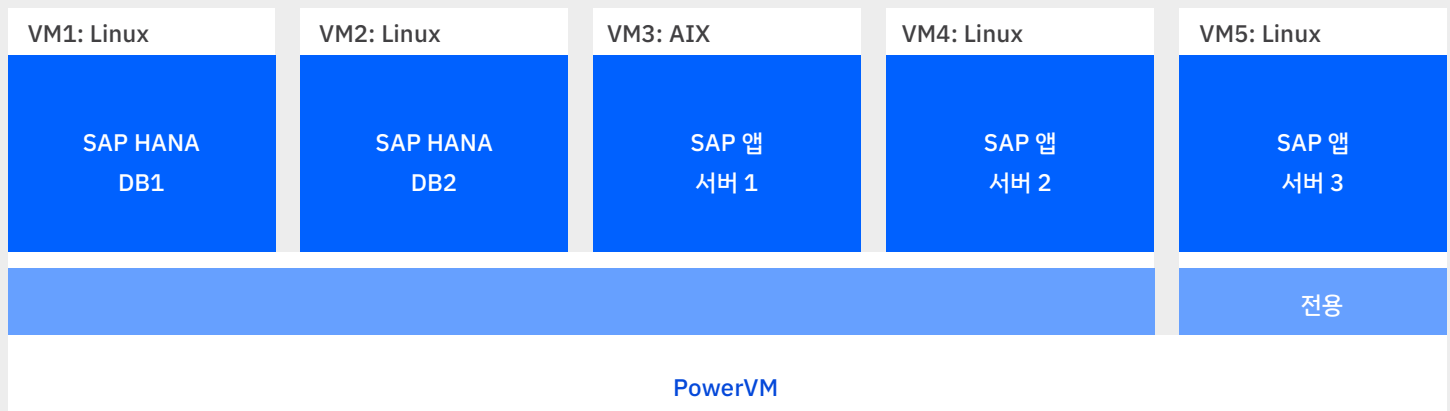 VM1: Linux
VM2: Linux
VM3: AIX
VM4: Linux
VM5: Linux
SAP HANA
DB1
SAP HANA
DB2
SAP 앱
서버 1
SAP 앱
서버 2
SAP 앱
서버 3
전용
PowerVM